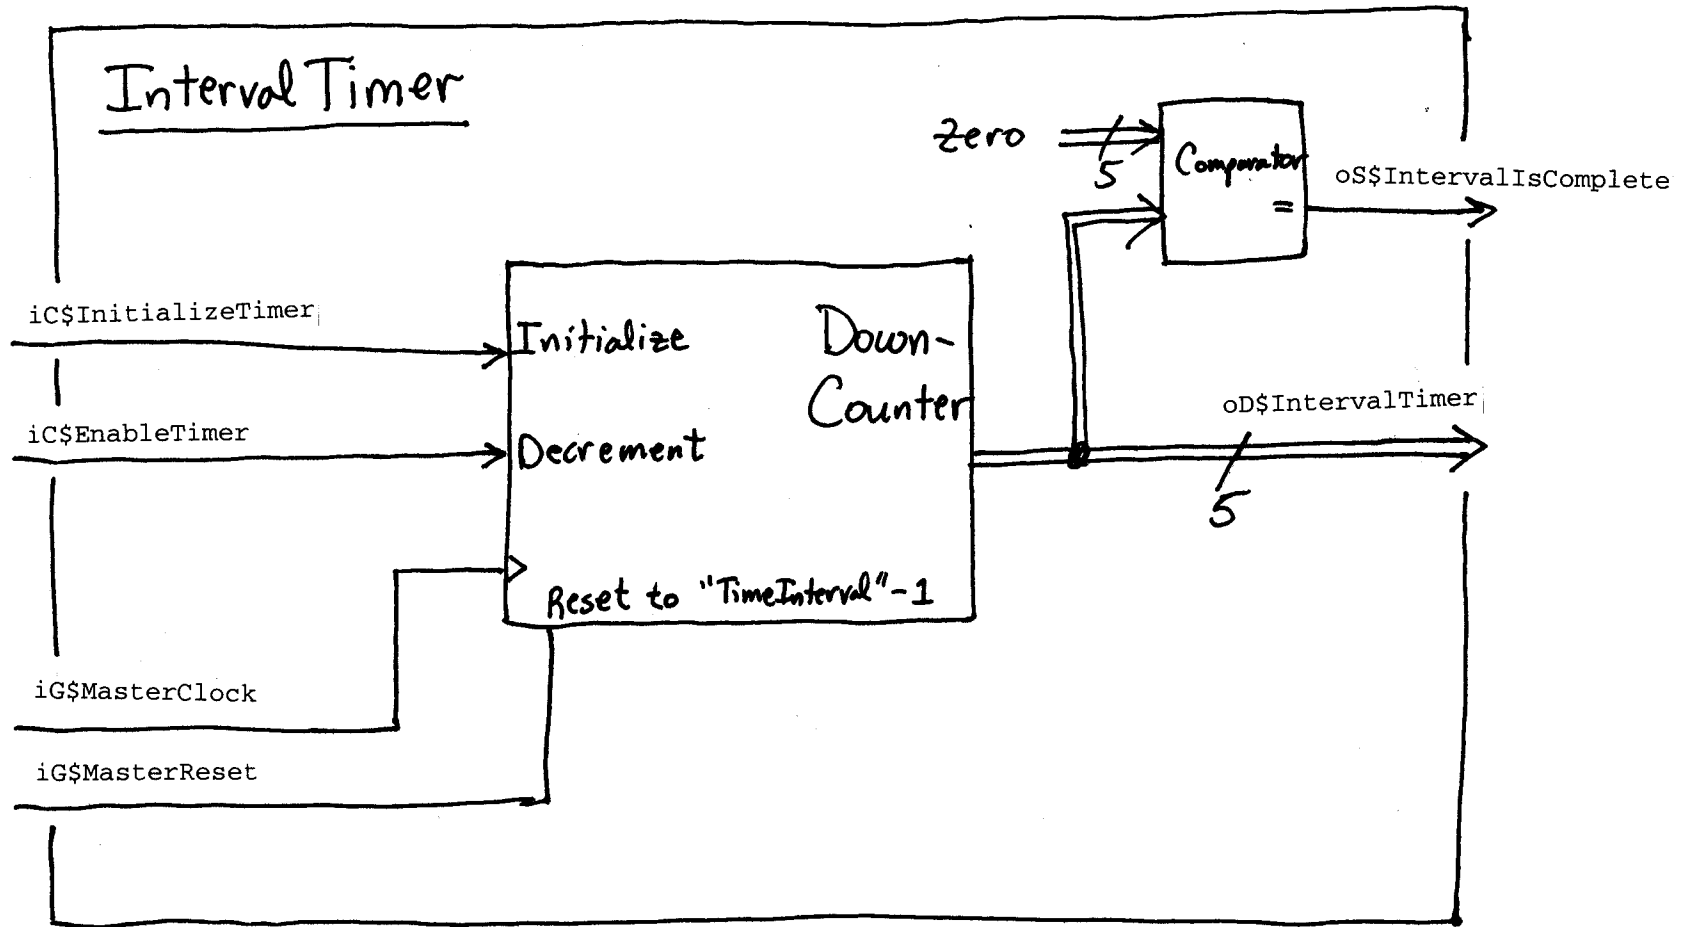 Interval Timer
Zero
5
Comparator
=
oS$IntervalIsComplete
iC$InitializeTimer
Initialize
Down-
Counter
oD$IntervalTimer
iC$EnableTimer
Decrement
5
Reset to "TimeInterval"-1
iG$MasterClock
iG$MasterReset